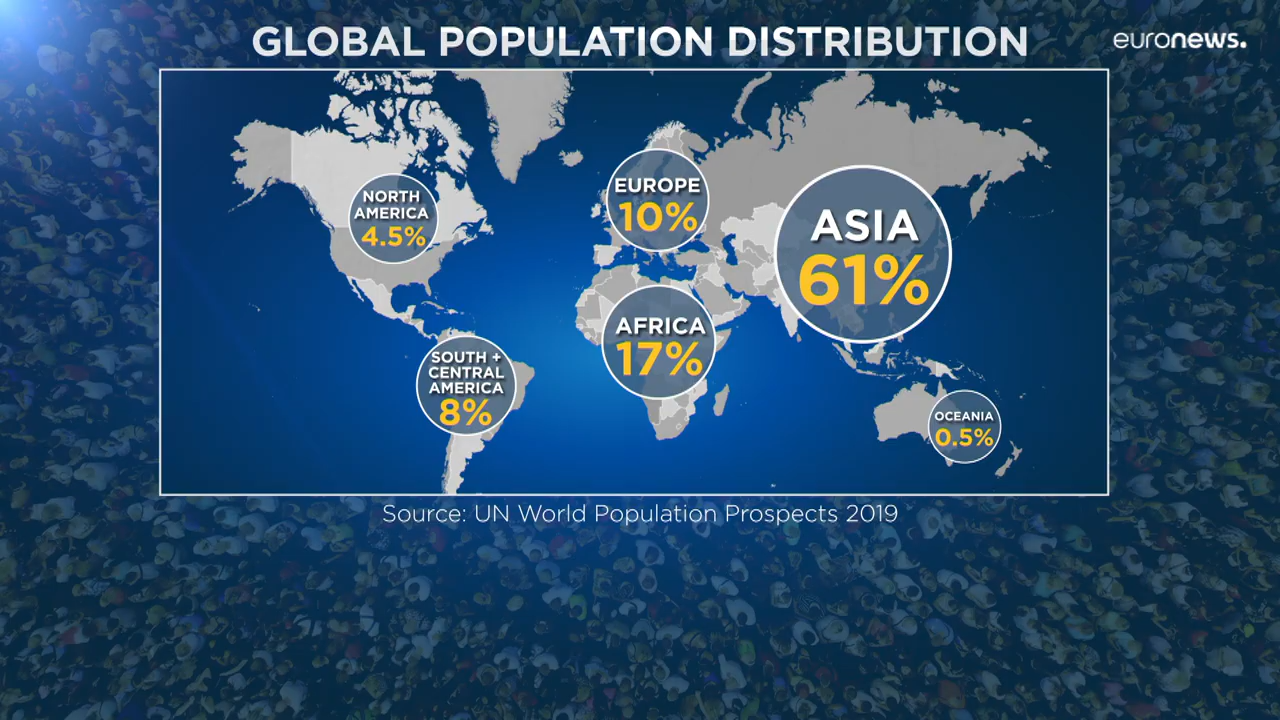 GLOBAL POPULATION DISTRIBUTION
euronews.
NORTH
AMERICA
4.5%
EUROPE
10%
ASIA
61%
AFRICA
17%
SOUTH +
CENTRAL
AMERICA
8%
OCEANIA
0.5%
Source: UN World Population Prospects 2019